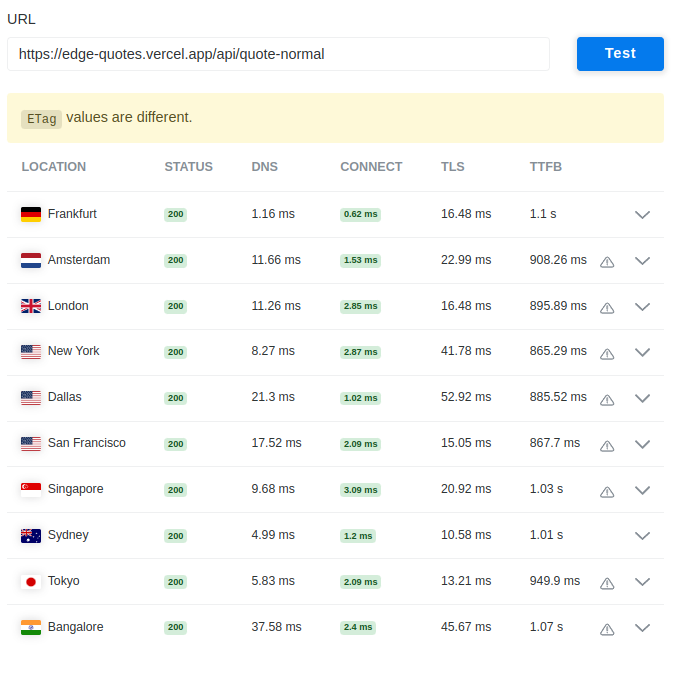 URL
https://edge-quotes.vercel.app/api/quote-normal Test
ETag values are different.
LOCATION STATUS DNS CONNECT TLS TTFB
Frankfurt 200 1.16 ms 0.62 ms 16.48 ms 1.1 s
Amsterdam 200 11.66 ms 1.53 ms 22.99 ms 908.26 ms
London 200 11.26 ms 2.85 ms 16.48 ms 895.89 ms
New York 200 8.27 ms 2.87 ms 41.78 ms 865.29 ms
Dallas 200 21.3 ms 1.02 ms 52.92 ms 885.52 ms
San Francisco 200 17.52 ms 2.09 ms 15.05 ms 867.7 ms
Singapore 200 9.68 ms 3.09 ms 20.92 ms 1.03 s
Sydney 200 4.99 ms 1.2 ms 10.58 ms 1.01 s
Tokyo 200 5.83 ms 2.09 ms 13.21 ms 949.9 ms
Bangalore 200 37.58 ms 2.4 ms 45.67 ms 1.07 s